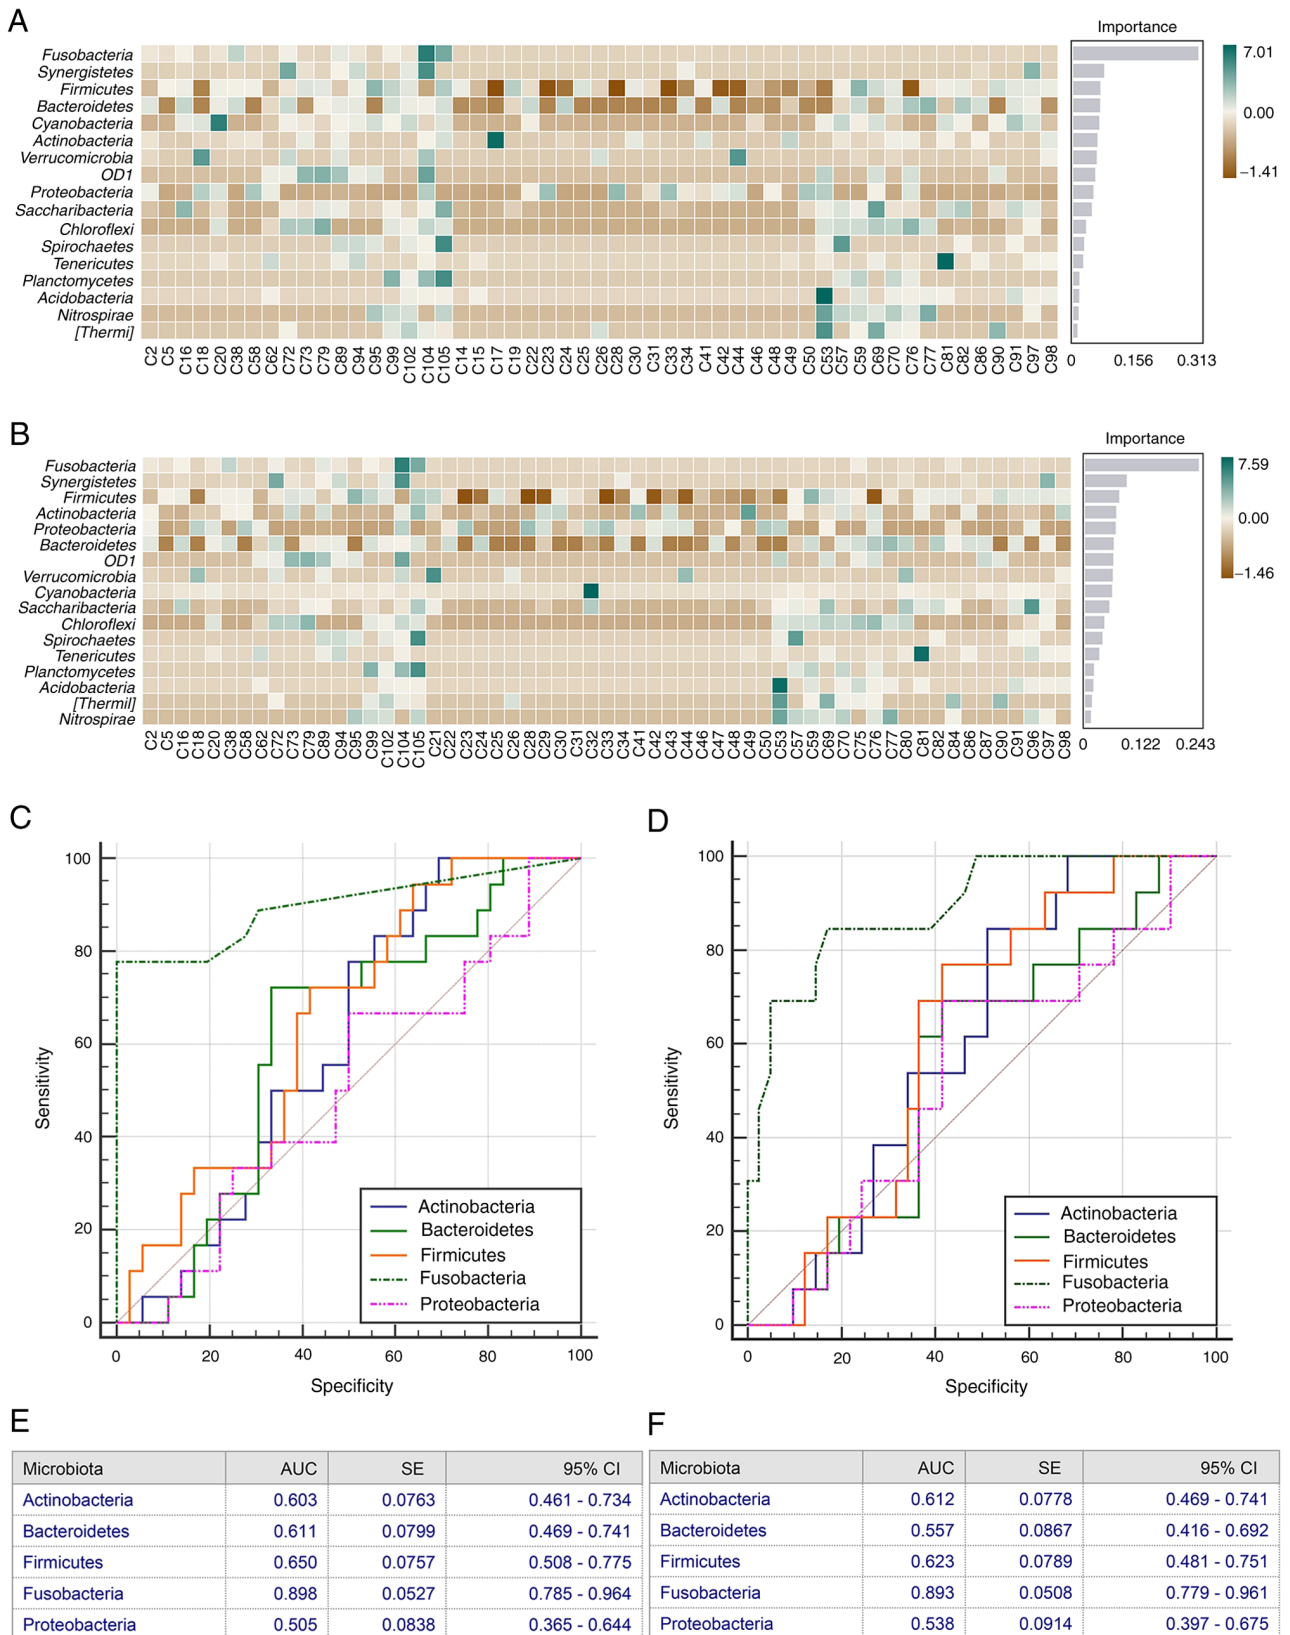 A
Importance
Fusobacteria
Synergistetes
Firmicutes
Bacteroidetes
Cyanobacteria
Actinobacteria
Verrucomicrobia
OD1
Proteobacteria
Saccharibacteria
Chloroflexi
Spirochaetes
Tenericutes
Planctomycetes
Acidobacteria
Nitrospirae
[Thermi]
7.01
0.00
−1.41
C2 C5 C16 C18 C20 C38 C58 C62 C72 C73 C79 C89 C94 C95 C99 C102 C104 C105 C14 C15 C17 C19 C22 C23 C24 C25 C26 C28 C30 C31 C33 C34 C41 C42 C44 C46 C48 C49 C50 C53 C57 C59 C69 C70 C76 C77 C81 C82 C86 C90 C91 C97 C98
0 0.156 0.313
B
Importance
Fusobacteria
Synergistetes
Firmicutes
Actinobacteria
Proteobacteria
Bacteroidetes
OD1
Verrucomicrobia
Cyanobacteria
Saccharibacteria
Chloroflexi
Spirochaetes
Tenericutes
Planctomycetes
Acidobacteria
[Thermil]
Nitrospirae
7.59
0.00
−1.46
C2 C5 C16 C18 C20 C38 C58 C62 C72 C73 C79 C89 C94 C95 C99 C102 C104 C105 C21 C22 C23 C24 C25 C26 C28 C29 C30 C31 C32 C33 C34 C41 C42 C43 C44 C46 C47 C48 C49 C50 C53 C57 C59 C69 C70 C75 C76 C77 C80 C81 C82 C84 C86 C87 C90 C91 C96 C97 C98
0 0.122 0.243
C
Sensitivity
100
80
60
40
20
0
Actinobacteria
Bacteroidetes
Firmicutes
Fusobacteria
Proteobacteria
0 20 40 60 80 100
Specificity
D
Sensitivity
100
80
60
40
20
0
Actinobacteria
Bacteroidetes
Firmicutes
Fusobacteria
Proteobacteria
0 20 40 60 80 100
Specificity
E
Microbiota AUC SE 95% CI
Actinobacteria 0.603 0.0763 0.461 - 0.734
Bacteroidetes 0.611 0.0799 0.469 - 0.741
Firmicutes 0.650 0.0757 0.508 - 0.775
Fusobacteria 0.898 0.0527 0.785 - 0.964
Proteobacteria 0.505 0.0838 0.365 - 0.644
F
Microbiota AUC SE 95% CI
Actinobacteria 0.612 0.0778 0.469 - 0.741
Bacteroidetes 0.557 0.0867 0.416 - 0.692
Firmicutes 0.623 0.0789 0.481 - 0.751
Fusobacteria 0.893 0.0508 0.779 - 0.961
Proteobacteria 0.538 0.0914 0.397 - 0.675